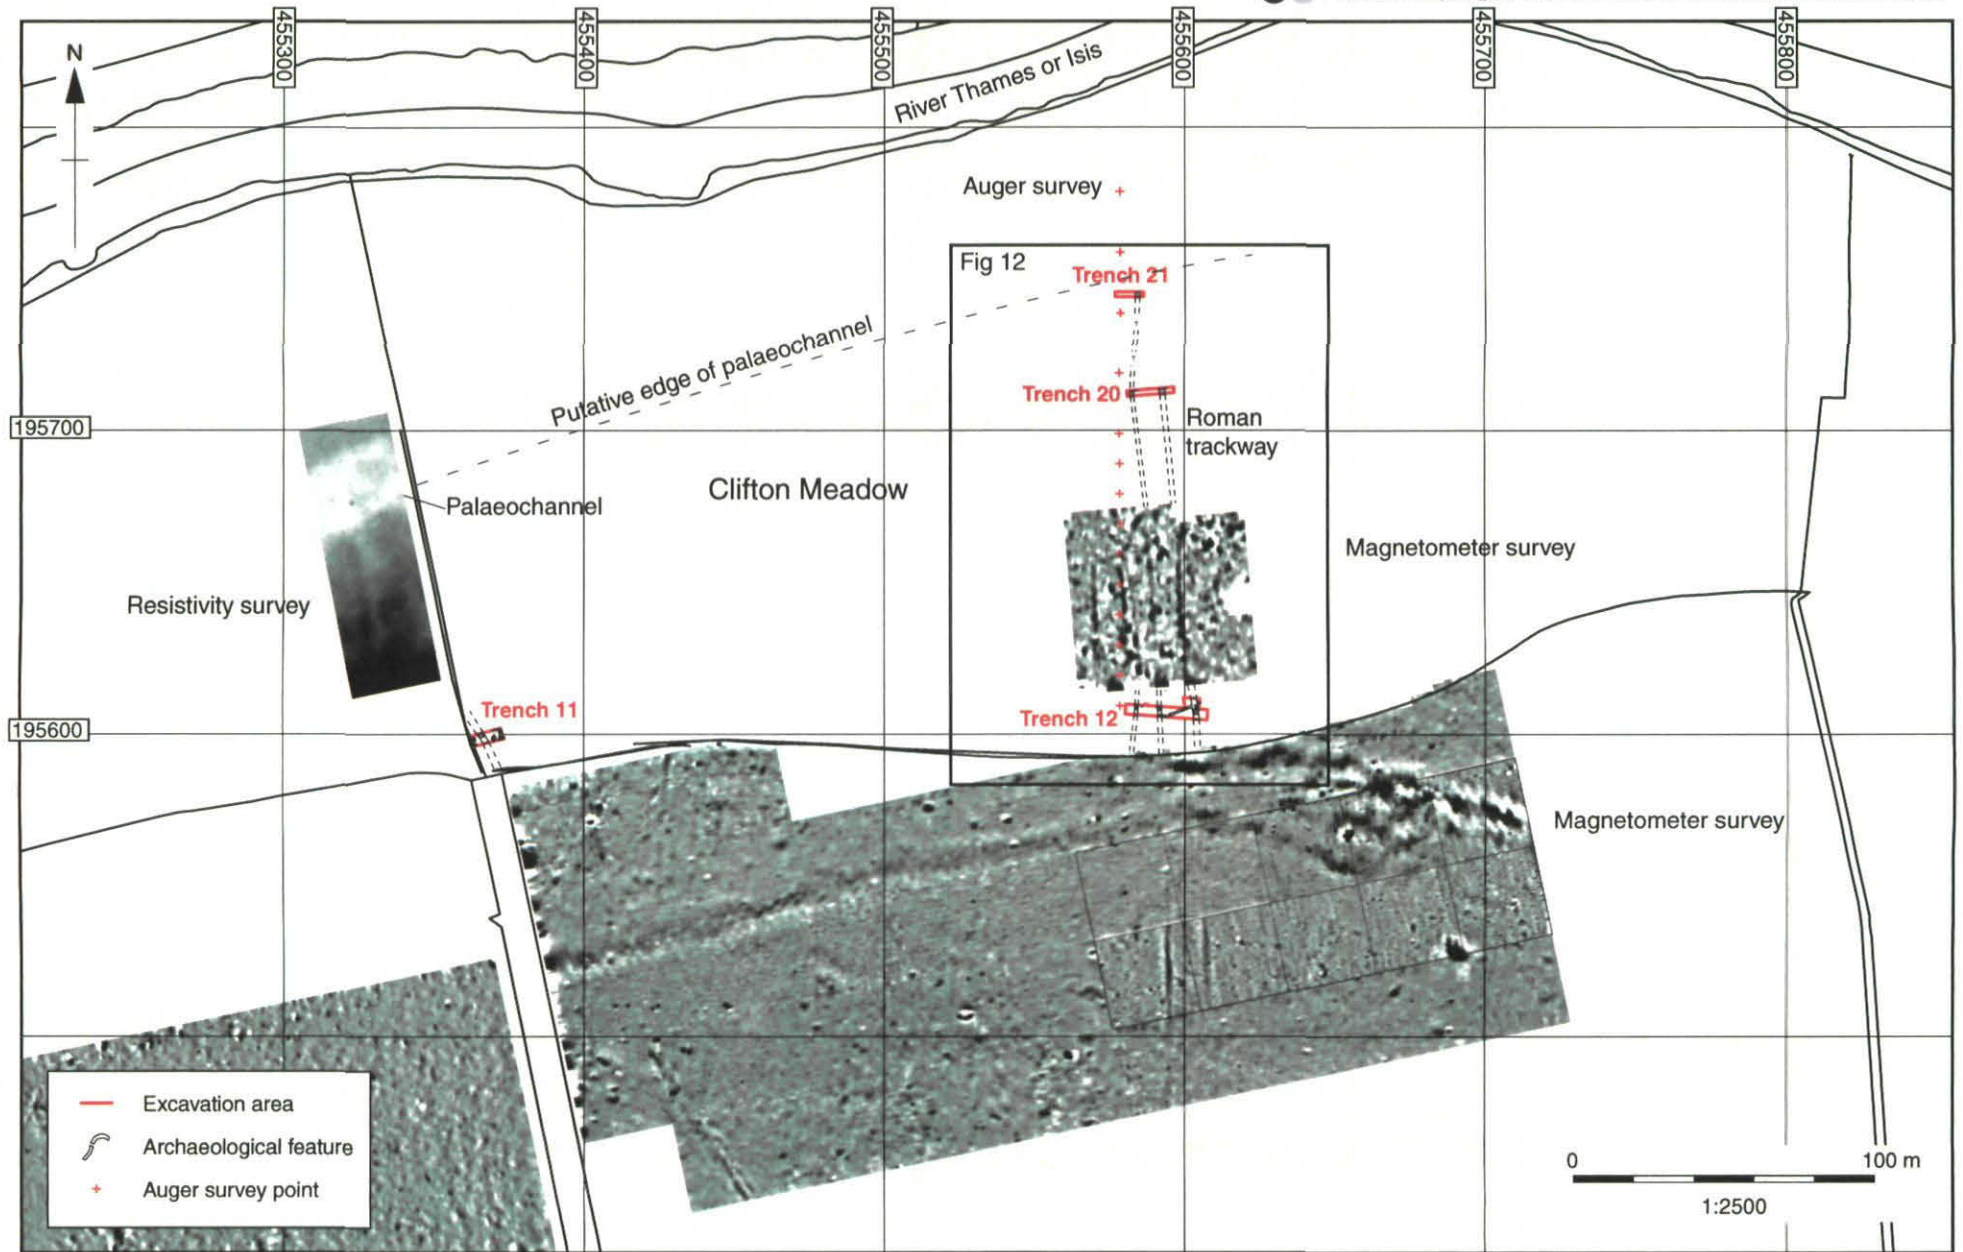 N
455300
455400
455500
455600
455700
455800
River Thames or Isis
Auger survey
Fig 12
Trench 21
Putative edge of palaeochannel
Trench 20
Roman
trackway
195700
Clifton Meadow
Palaeochannel
Magnetometer survey
Resistivity survey
Trench 11
Trench 12
195600
Magnetometer survey
Excavation area
Archaeological feature
Auger survey point
0
100 m
1:2500